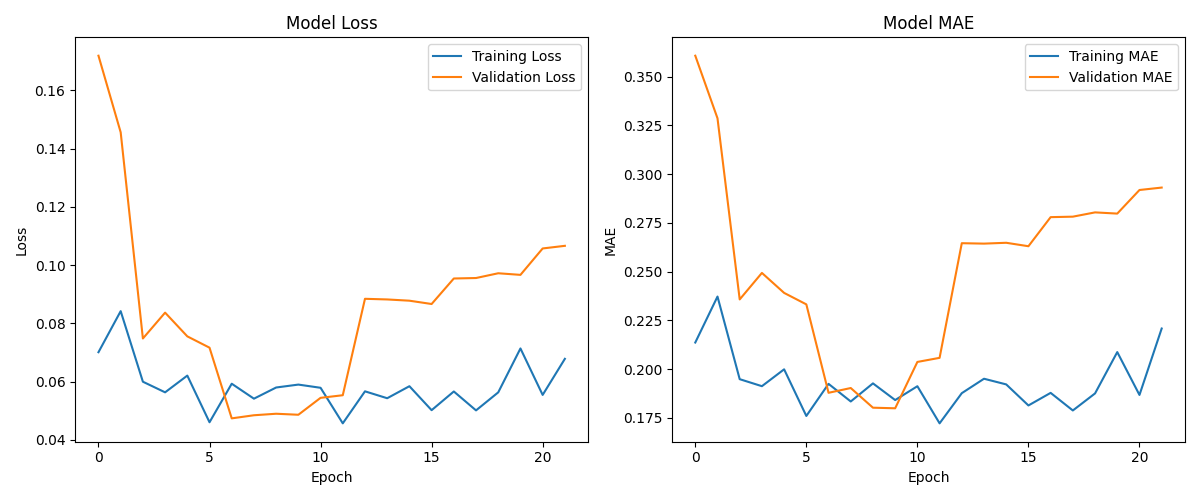 Model Loss
Training Loss
Validation Loss
0.16
0.14
0.12
0.10
0.08
0.06
0.04
Loss
0 5 10 15 20
Epoch
Model MAE
Training MAE
Validation MAE
0.350
0.325
0.300
0.275
0.250
0.225
0.200
0.175
MAE
0 5 10 15 20
Epoch